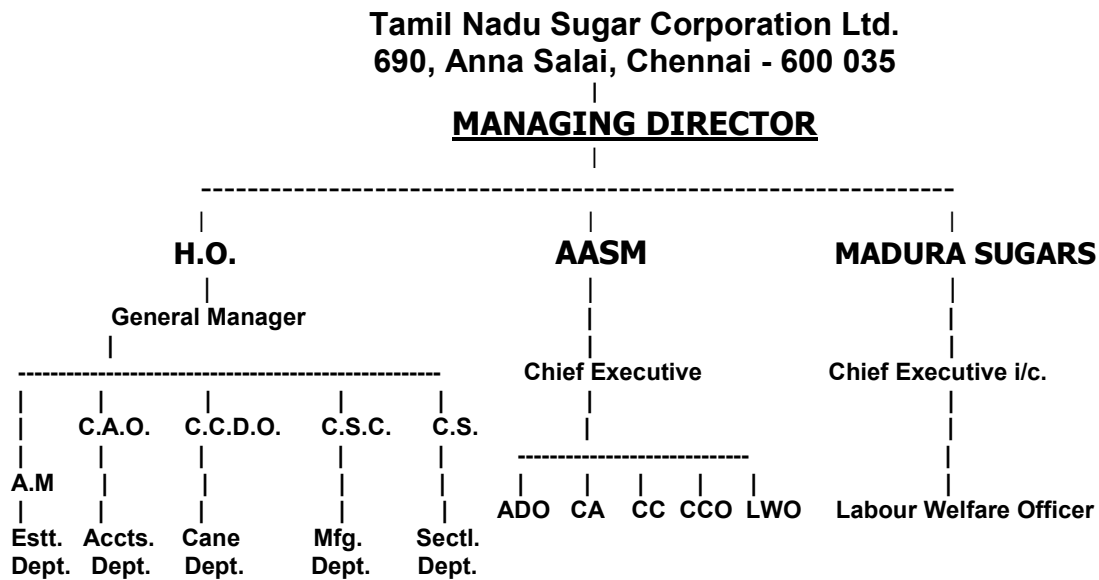 Tamil Nadu Sugar Corporation Ltd.
690, Anna Salai, Chennai - 600 035
MANAGING DIRECTOR
H.O. AASM MADURA SUGARS
General Manager
Chief Executive Chief Executive i/c.
C.A.O. C.C.D.O. C.S.C. C.S.
A.M
ADO CA CC CCO LWO Labour Welfare Officer
Estt. Accts. Cane Mfg. Sectl.
Dept. Dept. Dept. Dept. Dept.